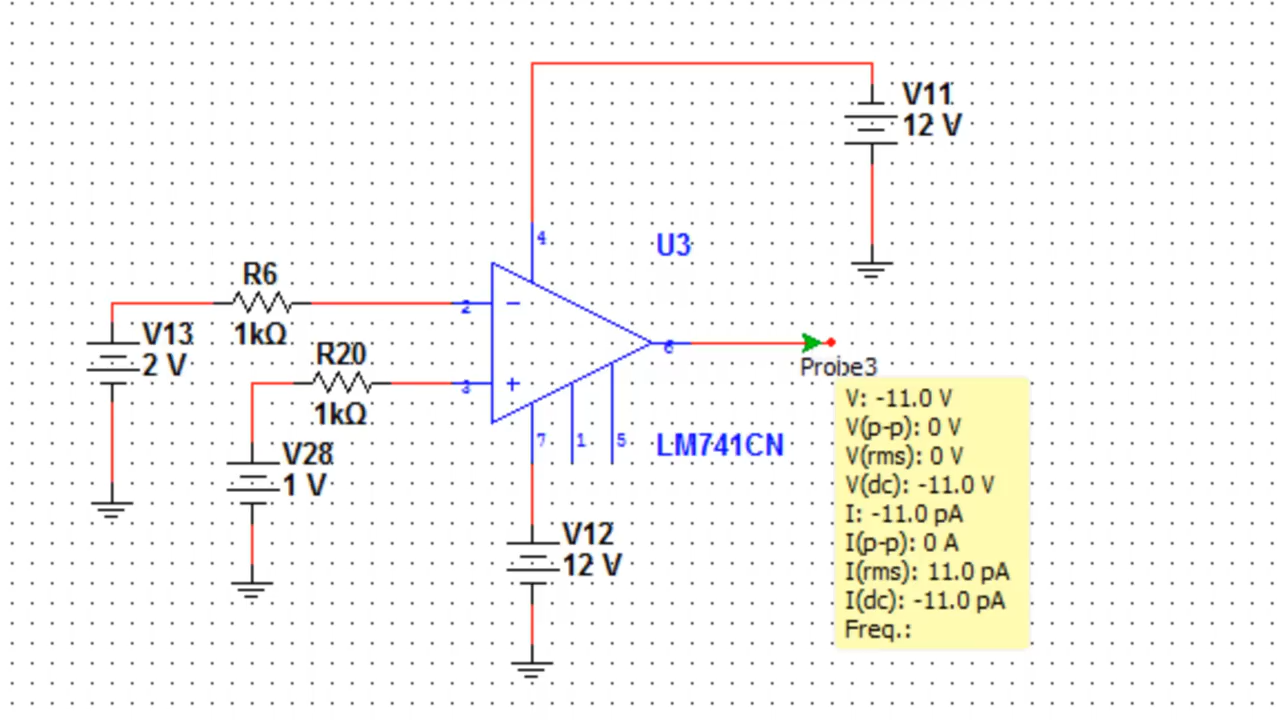 V11
12 V
4
U3
R6
2
−
1kΩ
V13
2 V
R20
6
Probe3
3
+
1kΩ
V: -11.0 V
V(p-p): 0 V
V(rms): 0 V
V(dc): -11.0 V
I: -11.0 pA
I(p-p): 0 A
I(rms): 11.0 pA
I(dc): -11.0 pA
Freq.:
7
1
5
LM741CN
V28
1 V
V12
12 V